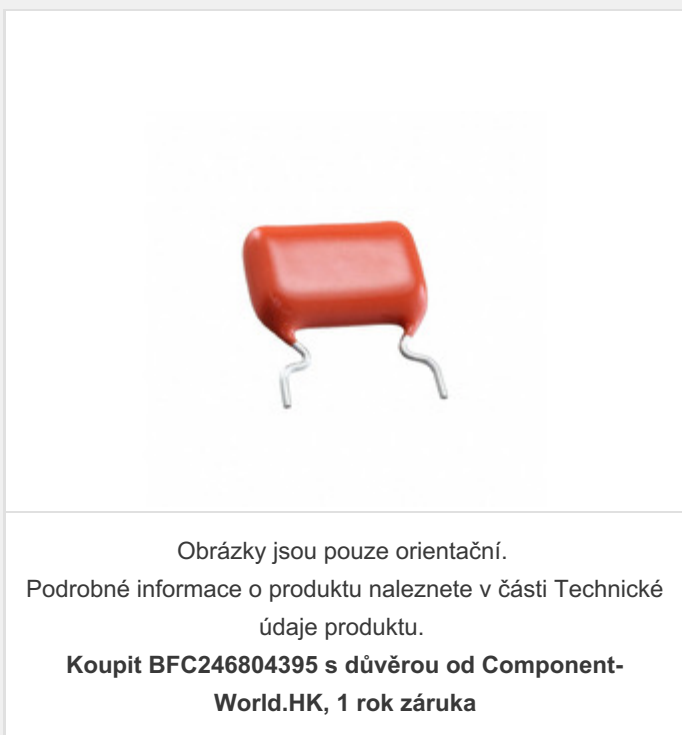 Obrázky jsou pouze orientační.
Podrobné informace o produktu naleznete v části Technické
údaje produktu.
Koupit BFC246804395 s důvěrou od Component-
World.HK, 1 rok záruka